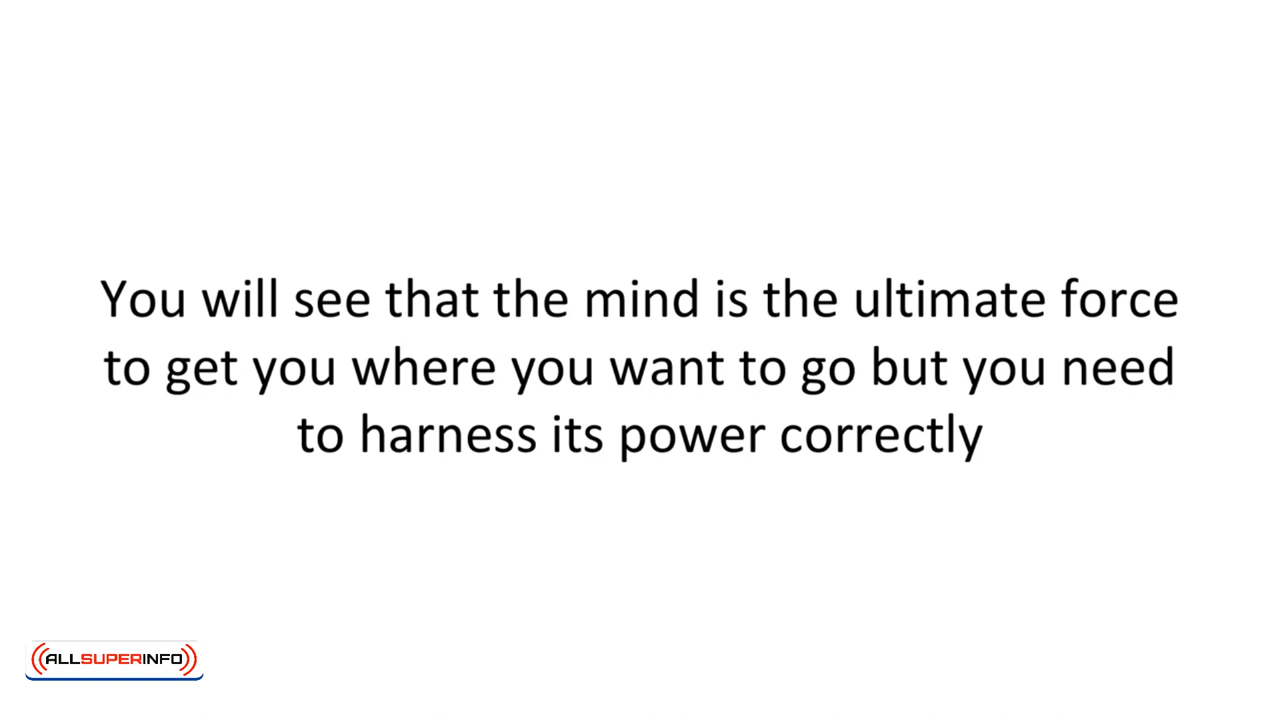 You will see that the mind is the ultimate force
to get you where you want to go but you need
to harness its power correctly
ALLSUPERINFO